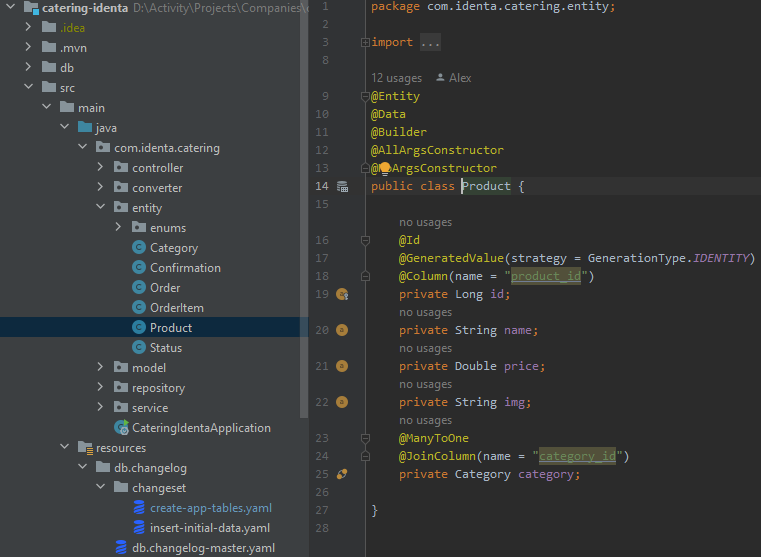 catering-identa D:\Activity\Projects\Companies\
.idea
.mvn
db
src
main
java
com.identa.catering
controller
converter
entity
enums
Category
Confirmation
Order
OrderItem
Product
Status
model
repository
service
CateringIdentaApplication
resources
db.changelog
changeset
create-app-tables.yaml
insert-initial-data.yaml
db.changelog-master.yaml
1 package com.identa.catering.entity;
2
3 import ...
8
12 usages Alex
9 @Entity
10 @Data
11 @Builder
12 @AllArgsConstructor
13 @NoArgsConstructor
14 public class Product {
15
no usages
16 @Id
17 @GeneratedValue(strategy = GenerationType.IDENTITY)
18 @Column(name = "product_id")
19 private Long id;
no usages
20 private String name;
no usages
21 private Double price;
no usages
22 private String img;
no usages
23 @ManyToOne
24 @JoinColumn(name = "category_id")
25 private Category category;
26
27 }
28